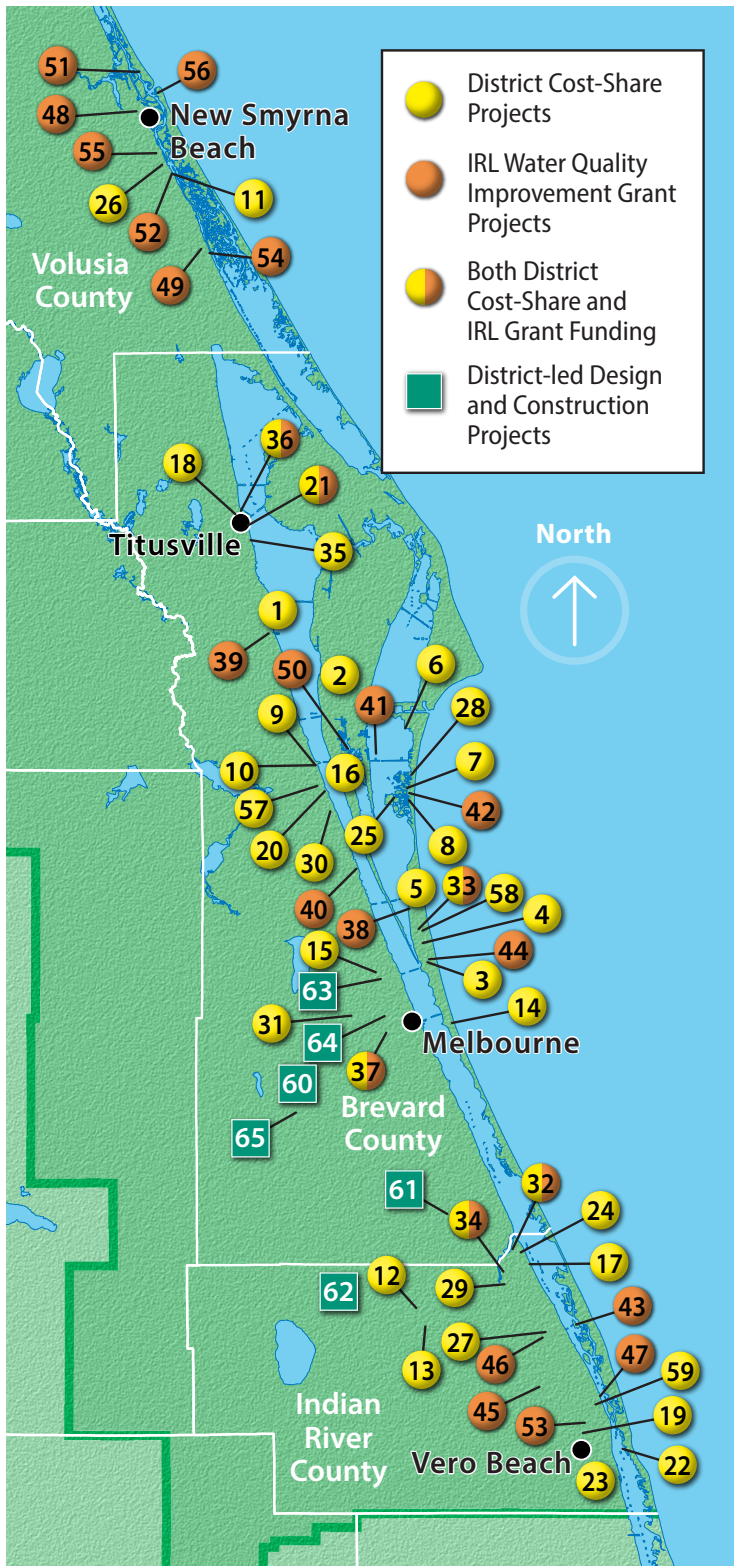 51
56
48
New Smyrna
Beach
55
26
11
52
Volusia
County
54
49
District Cost-Share
Projects
IRL Water Quality
Improvement Grant
Projects
Both District
Cost-Share and
IRL Grant Funding
District-led Design
and Construction
Projects
36
18
21
Titusville
35
North
1
39
50
2
6
41
28
9
10
16
7
57
42
20
25
8
30
5
33
58
40
38
4
15
44
63
3
14
31
64
Melbourne
60
37
Brevard
County
65
61
32
34
24
12
29
17
62
43
27
13
46
47
59
45
53
19
Indian
River
County
Vero Beach
22
23